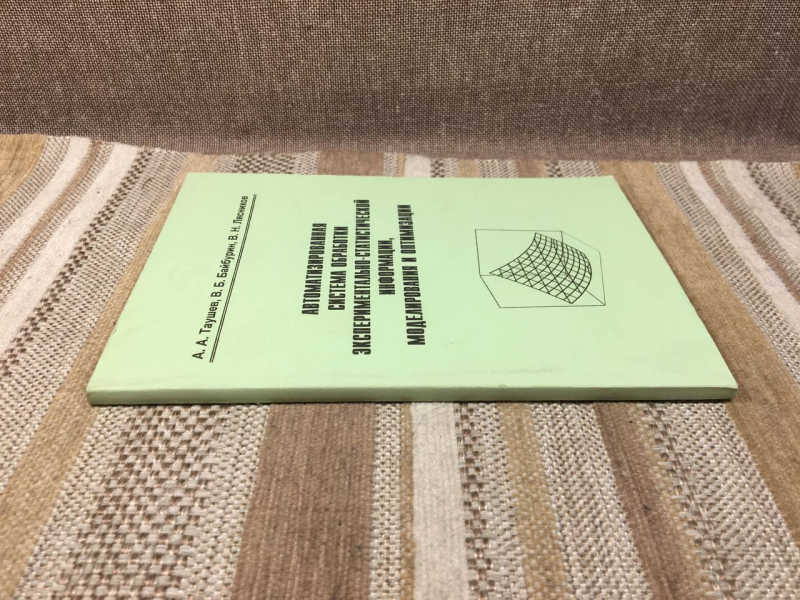 А. А. Таушев, В. Б. Байбурин, В. Н. Лясников
АВТОМАТИЗИРОВАННАЯ
СИСТЕМА ОБРАБОТКИ
ЭКСПЕРИМЕНТАЛЬНО-СТАТИСТИЧЕСКОЙ
ИНФОРМАЦИИ,
МОДЕЛИРОВАНИЯ И ОПТИМИЗАЦИИ